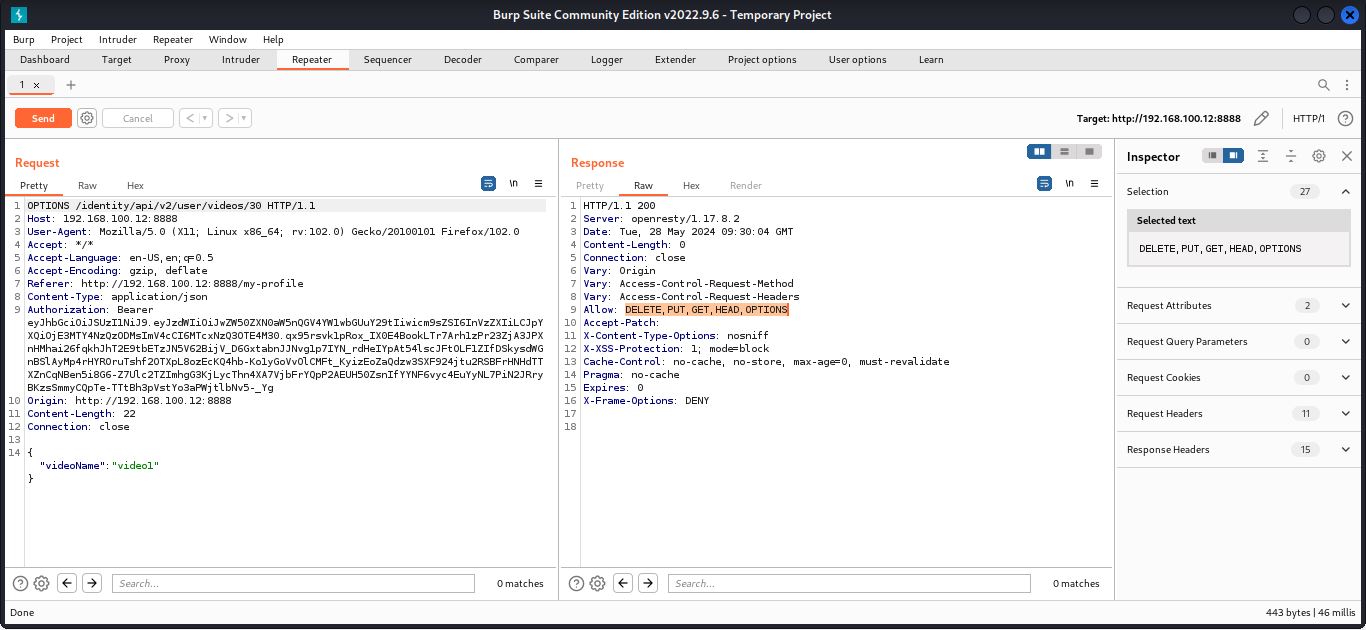 Burp Suite Community Edition v2022.9.6 - Temporary Project
Burp Project Intruder Repeater Window Help
Dashboard Target Proxy Intruder Repeater Sequencer Decoder Comparer Logger Extender Project options User options Learn
1 × +
Send Cancel < > Target: http://192.168.100.12:8888 HTTP/1 ?
Request
Pretty Raw Hex \n
1 OPTIONS /identity/api/v2/user/videos/30 HTTP/1.1
2 Host: 192.168.100.12:8888
3 User-Agent: Mozilla/5.0 (X11; Linux x86_64; rv:102.0) Gecko/20100101 Firefox/102.0
4 Accept: */*
5 Accept-Language: en-US,en;q=0.5
6 Accept-Encoding: gzip, deflate
7 Referer: http://192.168.100.12:8888/my-profile
8 Content-Type: application/json
9 Authorization: Bearer
10 Origin: http://192.168.100.12:8888
11 Content-Length: 22
12 Connection: close
13
14 {
"videoName":"video1"
}
? Search... 0 matches
Response
Pretty Raw Hex Render \n
1 HTTP/1.1 200
2 Server: openresty/1.17.8.2
3 Date: Tue, 28 May 2024 09:30:04 GMT
4 Content-Length: 0
5 Connection: close
6 Vary: Origin
7 Vary: Access-Control-Request-Method
8 Vary: Access-Control-Request-Headers
9 Allow: DELETE,PUT,GET,HEAD,OPTIONS
10 Accept-Patch:
11 X-Content-Type-Options: nosniff
12 X-XSS-Protection: 1; mode=block
13 Cache-Control: no-cache, no-store, max-age=0, must-revalidate
14 Pragma: no-cache
15 Expires: 0
16 X-Frame-Options: DENY
17
18
? Search... 0 matches
Inspector
Selection 27
Selected text
DELETE,PUT,GET,HEAD,OPTIONS
Request Attributes 2
Request Query Parameters 0
Request Cookies 0
Request Headers 11
Response Headers 15
Done 443 bytes | 46 millis